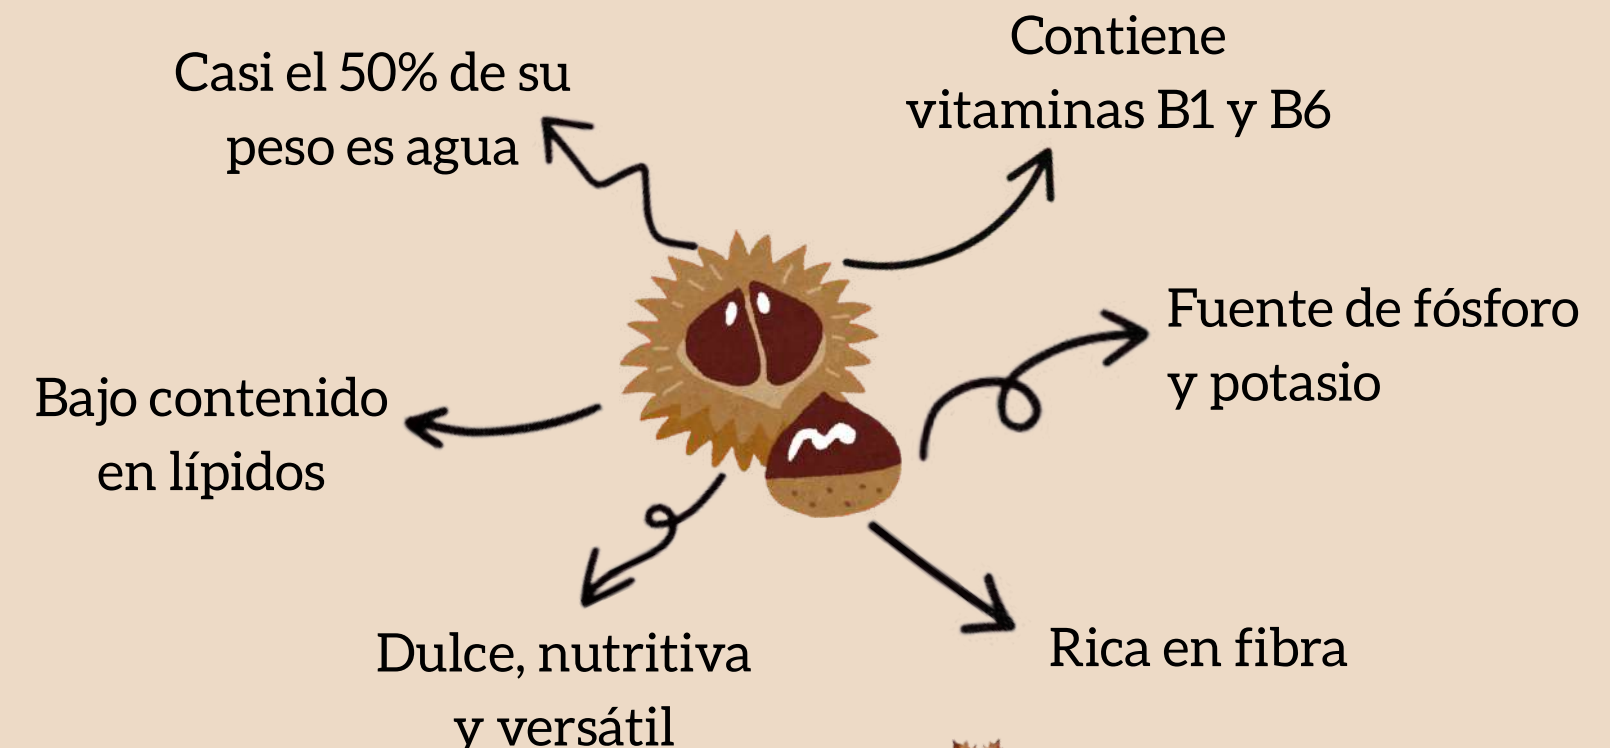 Casi el 50% de su
peso es agua
Contiene
vitaminas B1 y B6
Fuente de fósforo
y potasio
Bajo contenido
en lípidos
Dulce, nutritiva
y versátil
Rica en fibra